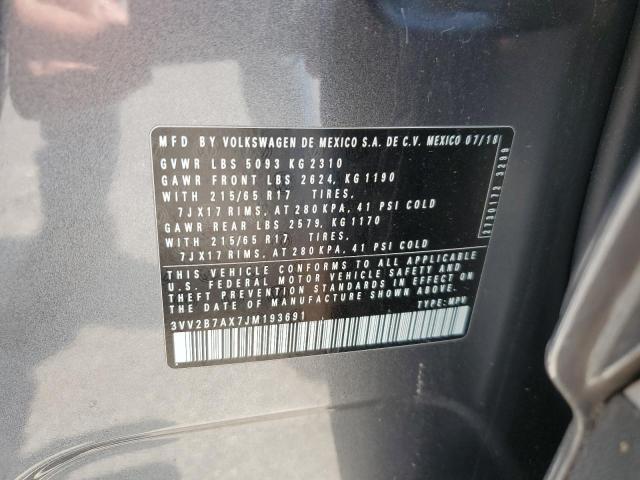 MFD BY VOLKSWAGEN DE MEXICO S.A. DE C.V. MEXICO 07/18
GVWR LBS 5093 KG 2310
GAWR FRONT LBS 2624, KG 1190
WITH 215/65 R17 TIRES,
7JX17 RIMS, AT 280 KPA, 41 PSI COLD
GAWR REAR LBS 2579, KG 1170
WITH 215/65 R17 TIRES,
7JX17 RIMS, AT 280 KPA, 41 PSI COLD
THIS VEHICLE CONFORMS TO ALL APPLICABLE
U.S. FEDERAL MOTOR VEHICLE SAFETY AND
THEFT PREVENTION STANDARDS IN EFFECT ON
THE DATE OF MANUFACTURE SHOWN ABOVE.
3VV2B7AX7JM193691 TYPE: MPV